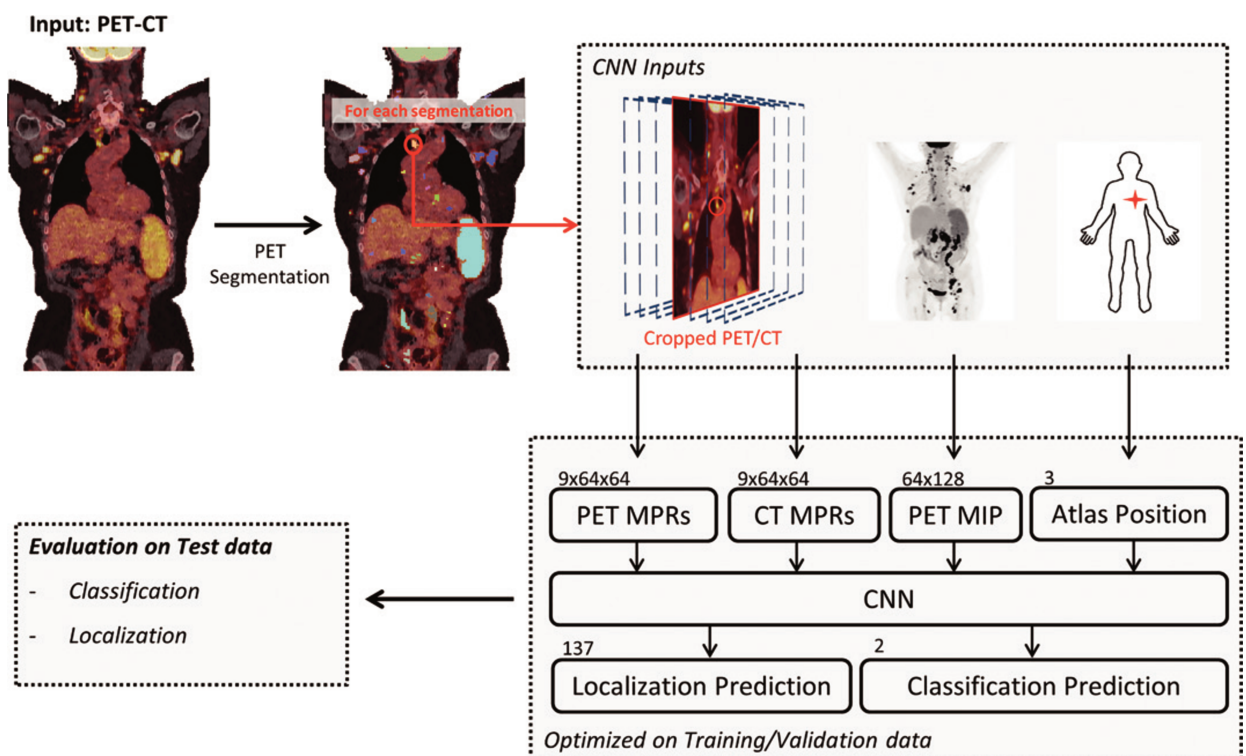 Input: PET-CT
For each segmentation
PET
Segmentation
CNN Inputs
Cropped PET/CT
9x64x64
9x64x64
64x128
3
PET MPRs
CT MPRs
PET MIP
Atlas Position
CNN
137
2
Localization Prediction
Classification Prediction
Optimized on Training/Validation data
Evaluation on Test data
- Classification
- Localization